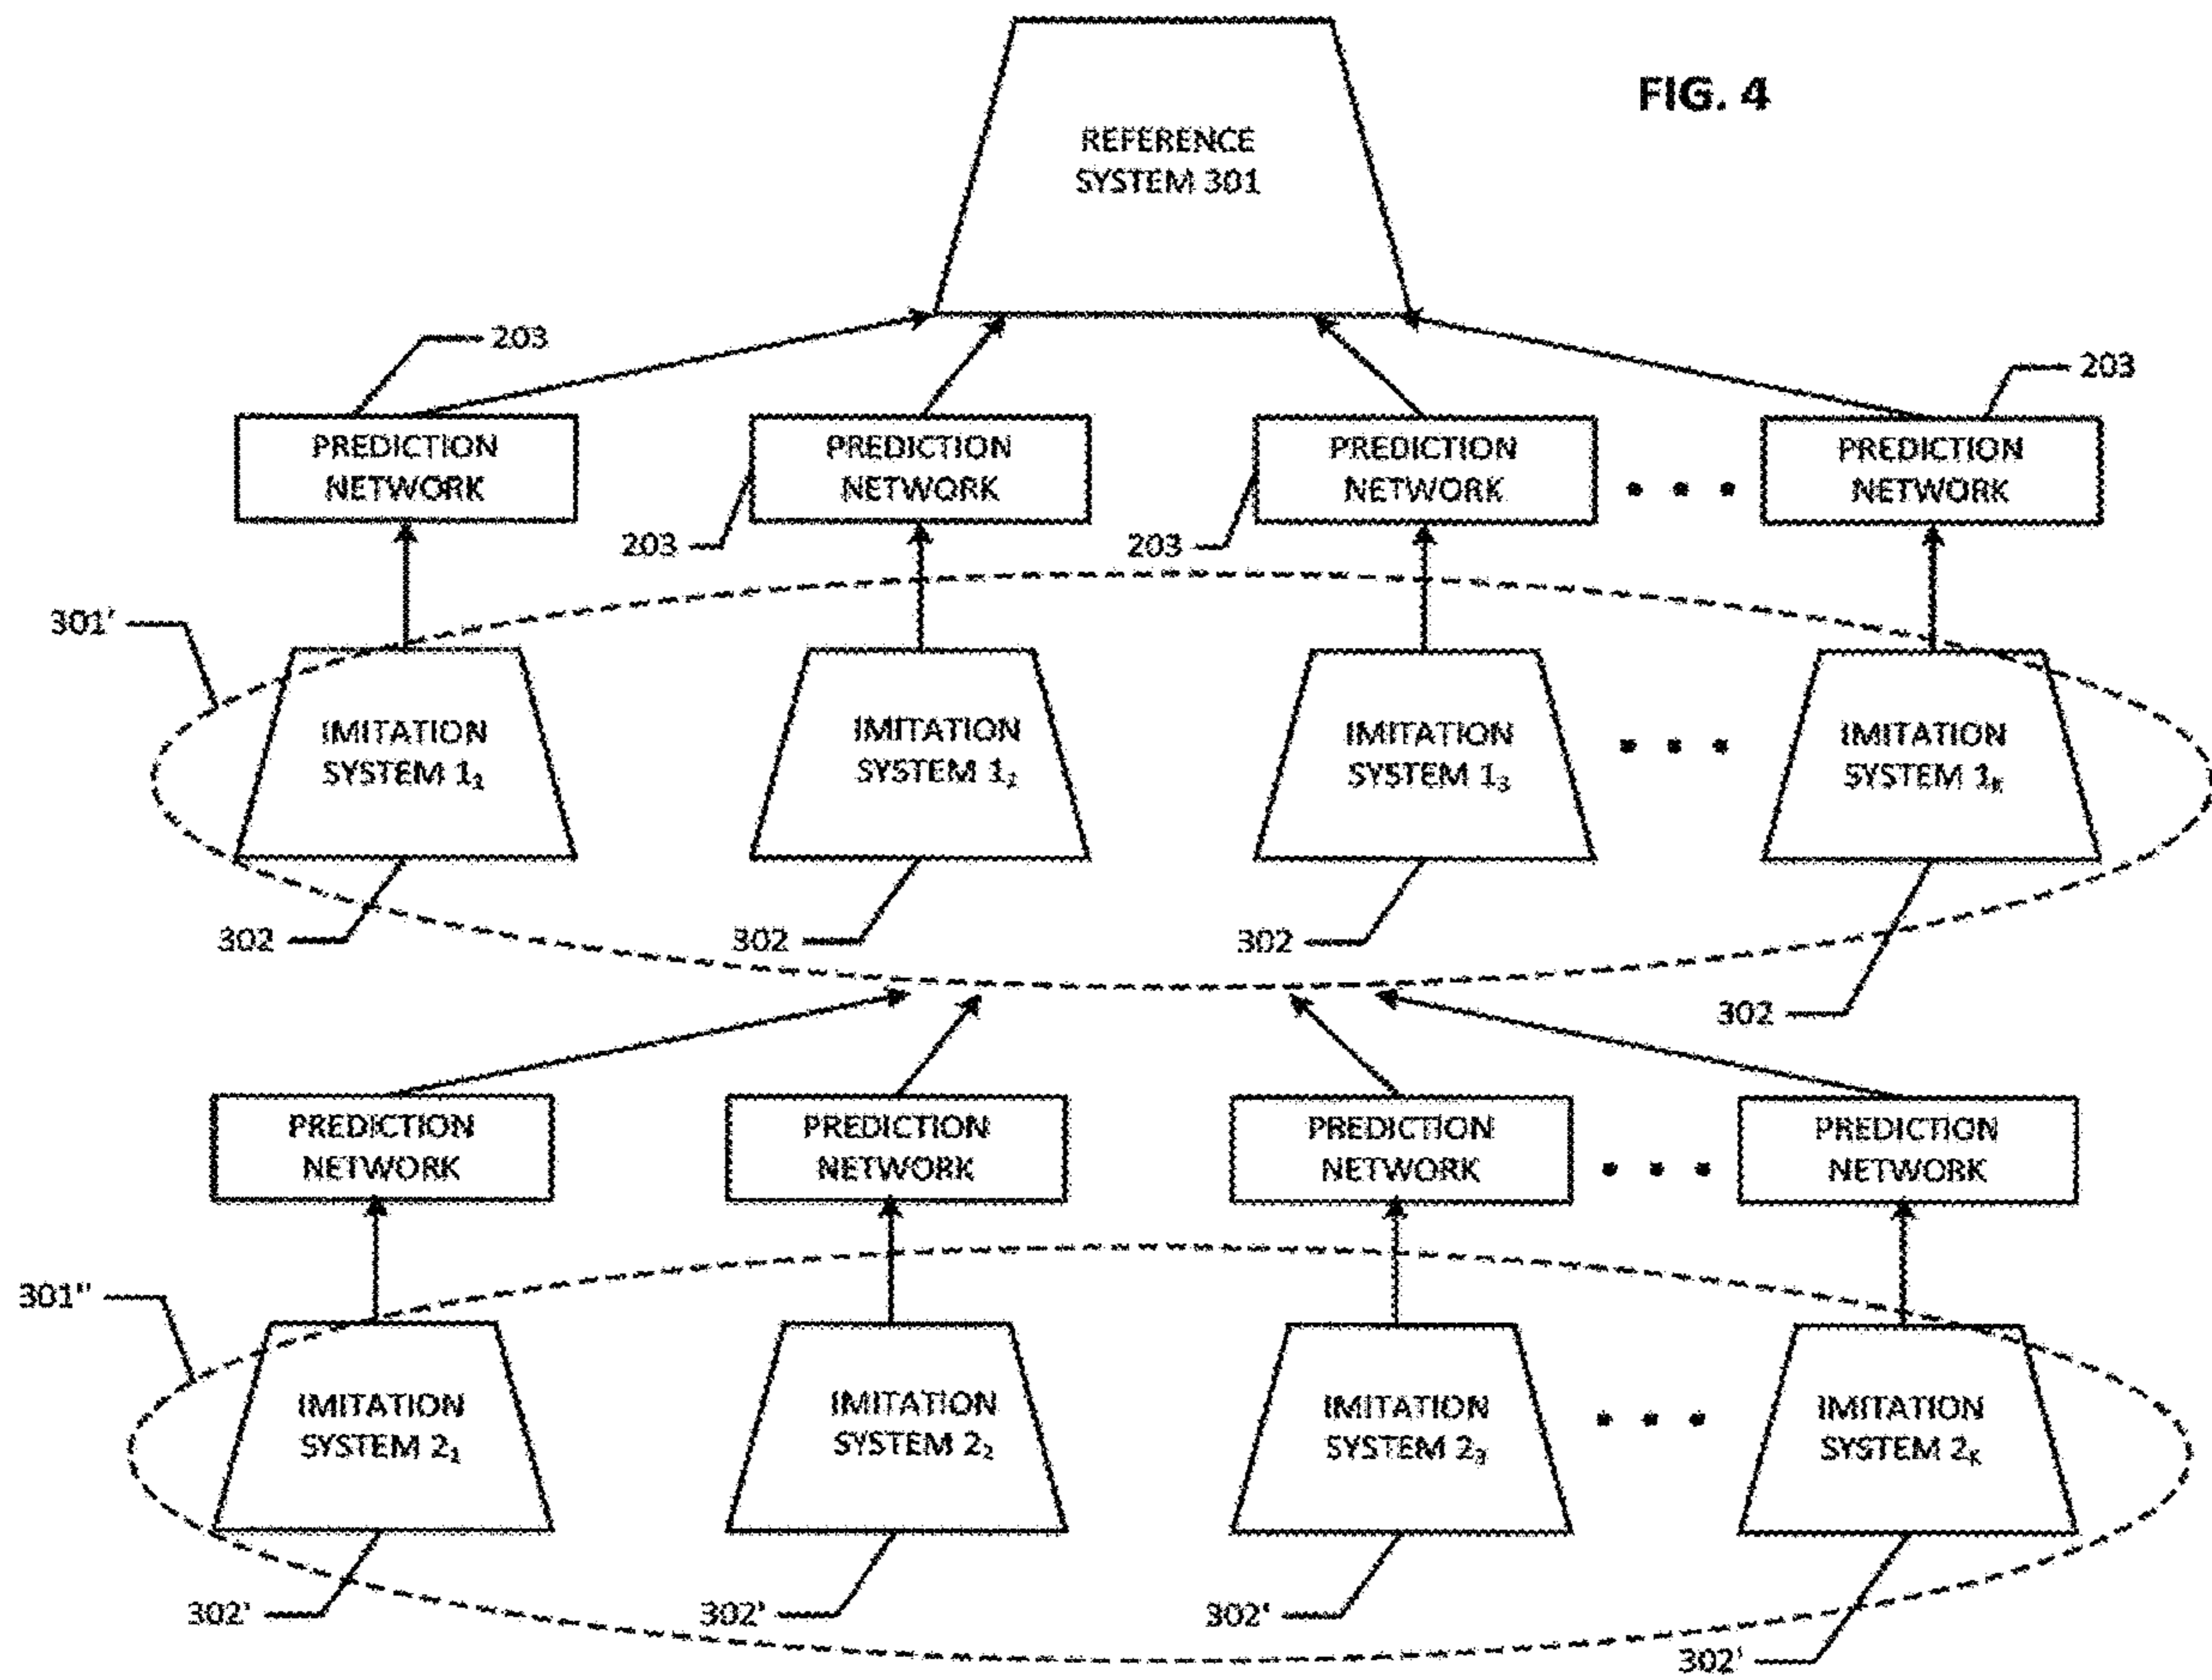 FIG. 4
REFERENCE
SYSTEM 301
203
203
PREDICTION
NETWORK
PREDICTION
NETWORK
PREDICTION
NETWORK
• • •
PREDICTION
NETWORK
203
203
301'
IMITATION
SYSTEM 1₁
IMITATION
SYSTEM 1₂
IMITATION
SYSTEM 1₃
• • •
IMITATION
SYSTEM 1K
302
302
302
302
PREDICTION
NETWORK
PREDICTION
NETWORK
PREDICTION
NETWORK
• • •
PREDICTION
NETWORK
301"
IMITATION
SYSTEM 2₁
IMITATION
SYSTEM 2₂
IMITATION
SYSTEM 2₃
• • •
IMITATION
SYSTEM 2K
302'
302'
302'
302'